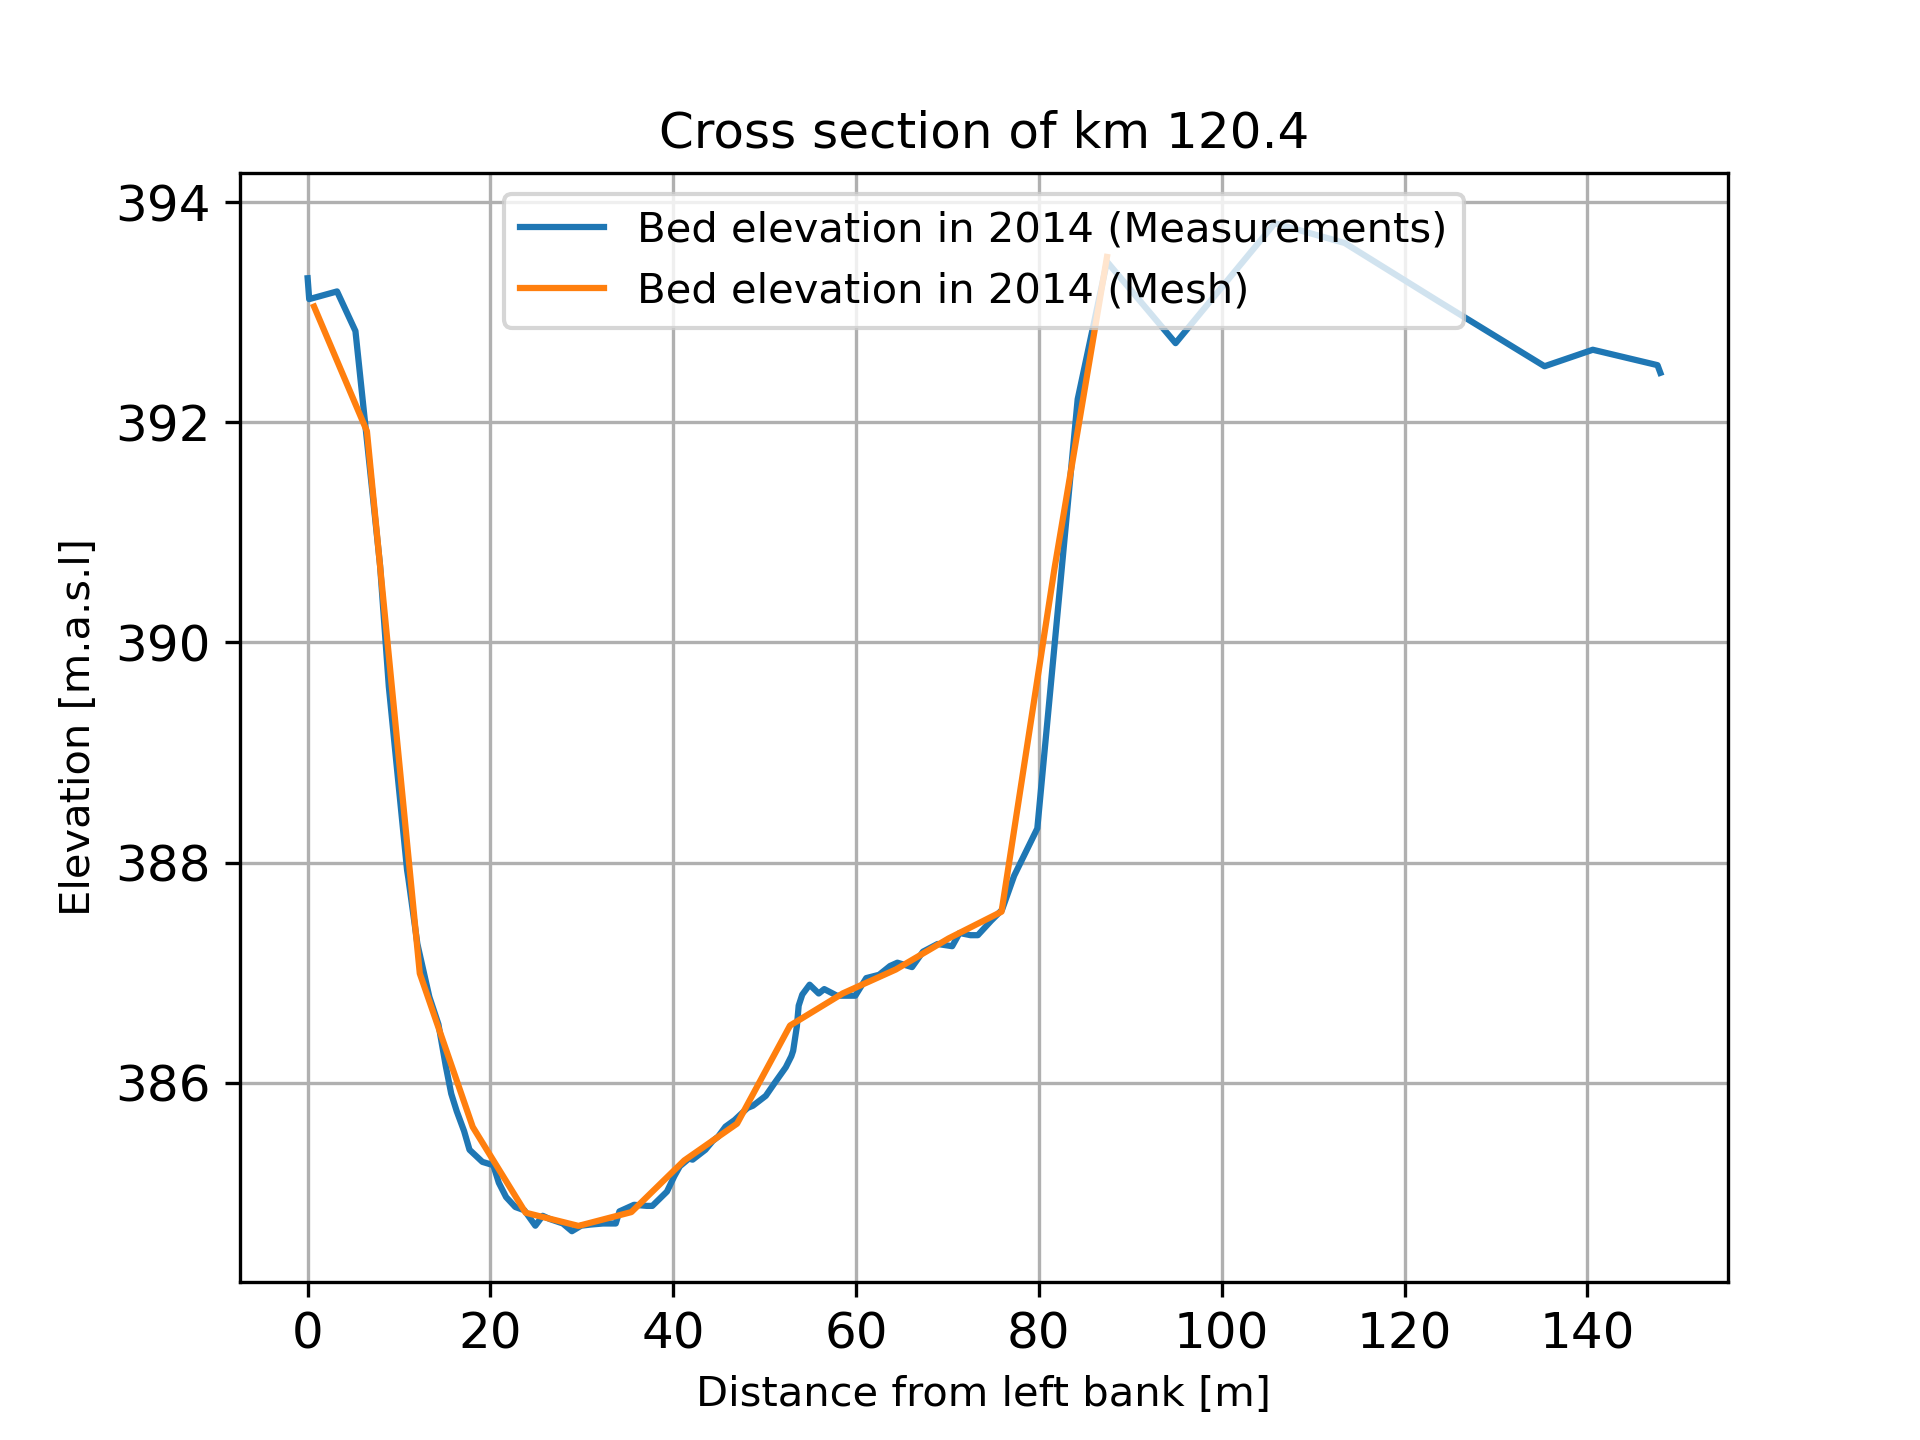 Cross section of km 120.4
Bed elevation in 2014 (Measurements)
Bed elevation in 2014 (Mesh)
394
392
390
388
386
Elevation [m.a.s.l]
0 20 40 60 80 100 120 140
Distance from left bank [m]